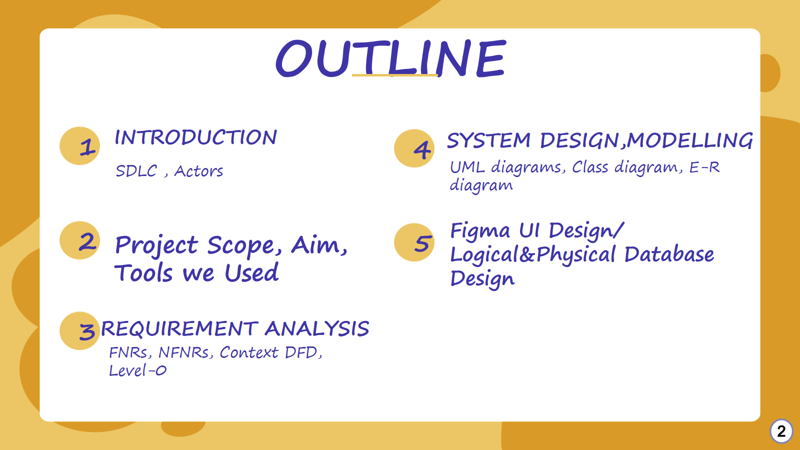 OUTLINE
1
INTRODUCTION
SDLC , Actors
2
Project Scope, Aim,
Tools we Used
3
REQUIREMENT ANALYSIS
FNRs, NFNRs, Context DFD,
Level-0
4
SYSTEM DESIGN,MODELLING
UML diagrams, Class diagram, E-R
diagram
5
Figma UI Design/
Logical&Physical Database
Design
2